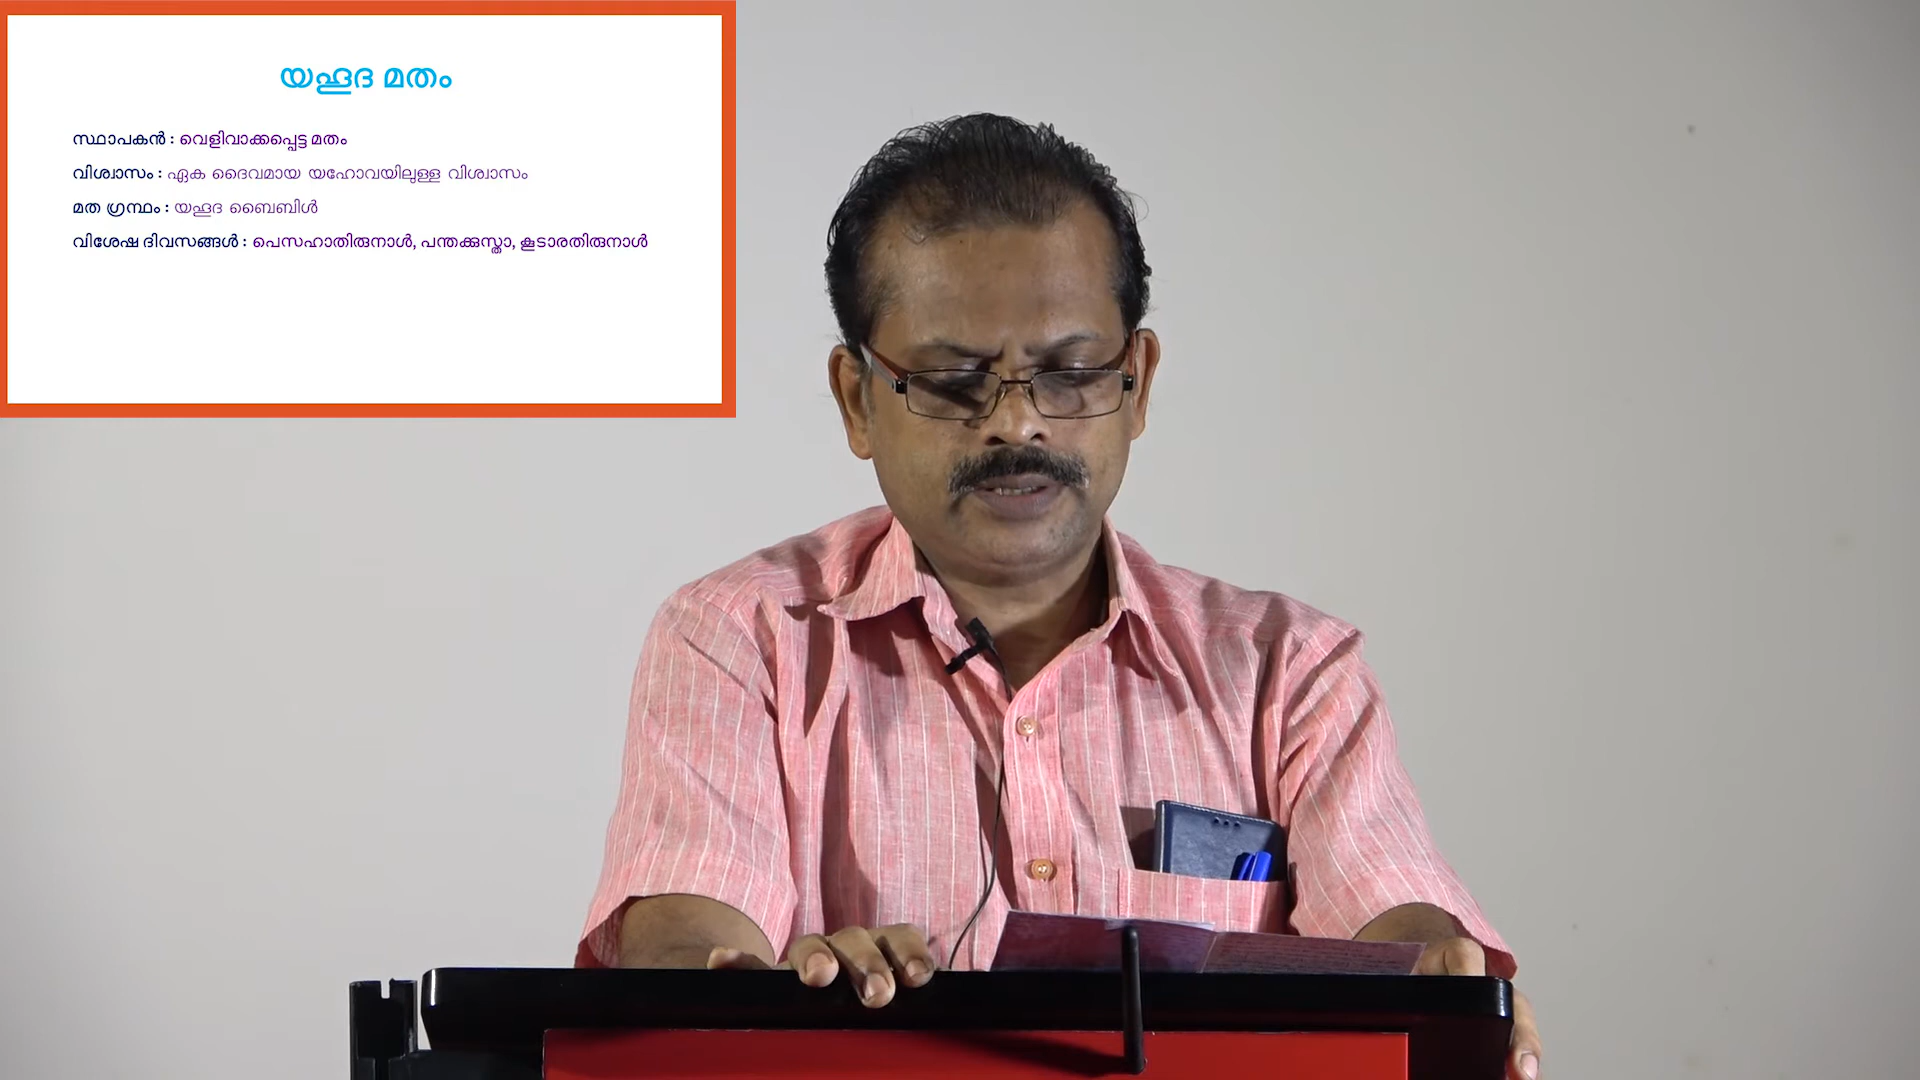 യഹൂദ മതം
സ്ഥാപകൻ : വെളിവാക്കപ്പെട്ട മതം
വിശ്വാസം : ഏക ദൈവമായ യഹോവയിലുള്ള വിശ്വാസം
മത ഗ്രന്ഥം : യഹൂദ ബൈബിൾ
വിശേഷ ദിവസങ്ങൾ : പെസഹാതിരുനാൾ, പന്തക്കുസ്താ, കൂടാരതിരുനാൾ